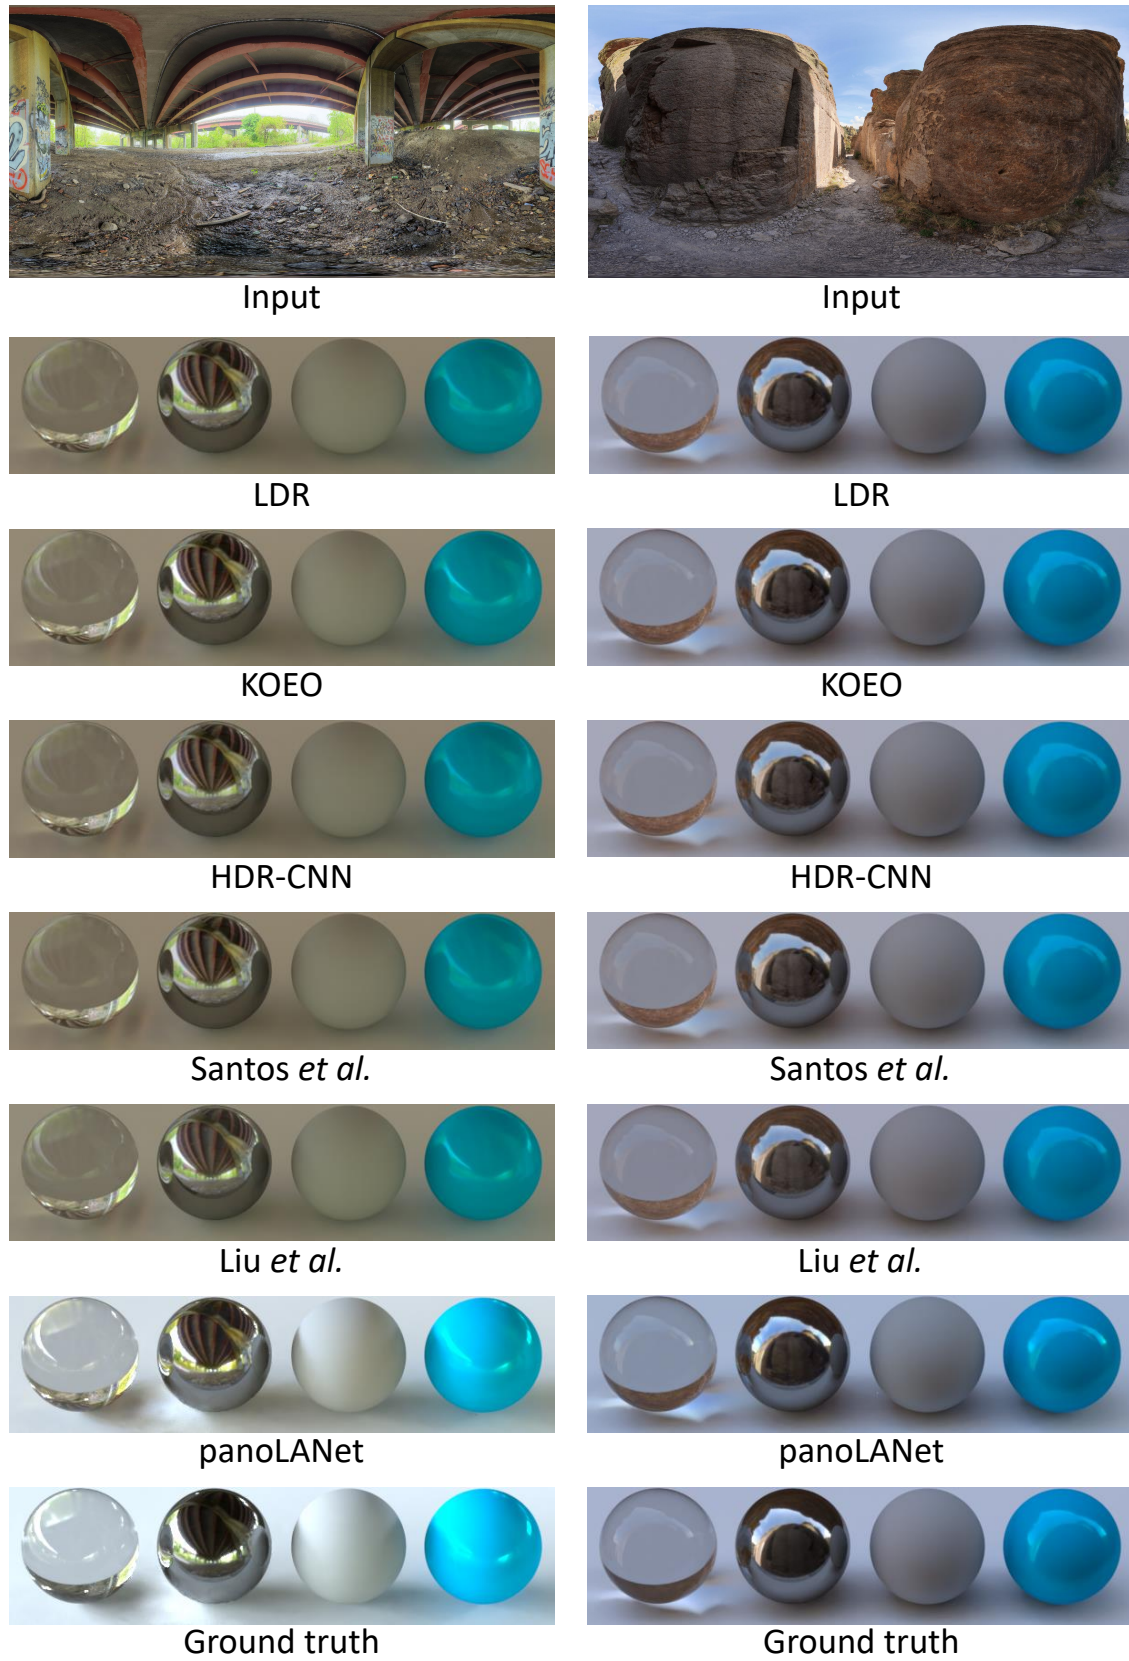 Input
Input
LDR
LDR
KOEO
KOEO
HDR-CNN
HDR-CNN
Santos et al.
Santos et al.
Liu et al.
Liu et al.
panoLANet
panoLANet
Ground truth
Ground truth